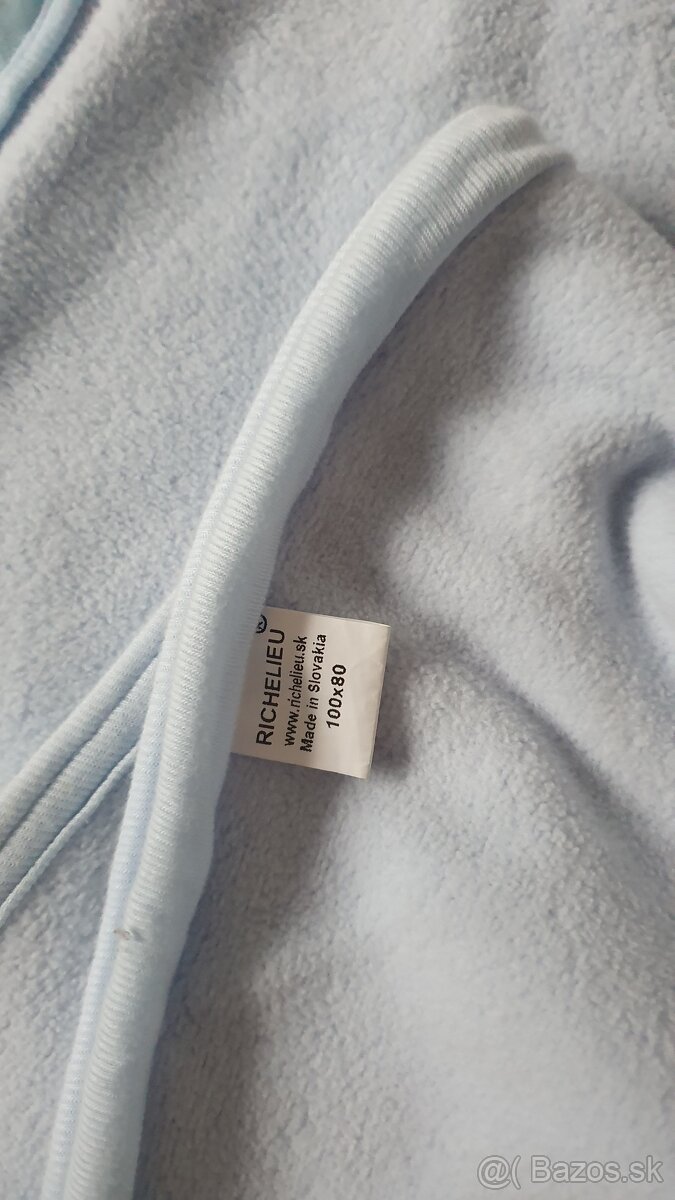 RICHELIEU®
www.richelieu.sk
Made in Slovakia
100x80
@( Bazos.sk